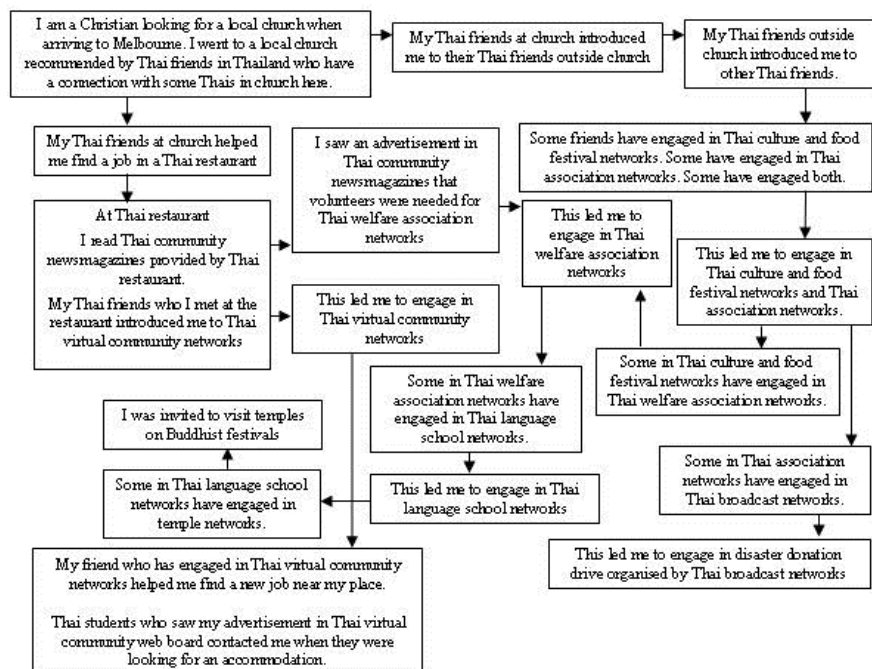 I am a Christian looking for a local church when
arriving to Melbourne. I went to a local church
recommended by Thai friends in Thailand who have
a connection with some Thais in church here.
My Thai friends at church introduced
me to their Thai friends outside church
My Thai friends outside
church introduced me to
other Thai friends.
My Thai friends at church helped
me find a job in a Thai restaurant
I saw an advertisement in
Thai community
newsmagazines that
volunteers were needed for
Thai welfare association
networks
Some friends have engaged in Thai culture and food
festival networks. Some have engaged in Thai
association networks. Some have engaged both.
At Thai restaurant
I read Thai community
newsmagazines provided by Thai
restaurant.
My Thai friends who I met at the
restaurant introduced me to Thai
virtual community networks
This led me to
engage in Thai
welfare association
networks
This led me to engage in
Thai culture and food
festival networks and Thai
association networks.
This led me to engage in
Thai virtual community
networks
Some in Thai culture and food
festival networks have engaged in
Thai welfare association networks.
Some in Thai welfare
association networks have
engaged in Thai language
school networks.
I was invited to visit temples
on Buddhist festivals
Some in Thai association
networks have engaged in
Thai broadcast networks.
Some in Thai language school
networks have engaged in
temple networks.
This led me to engage in Thai
language school networks
My friend who has engaged in Thai virtual community
networks helped me find a new job near my place.
Thai students who saw my advertisement in Thai virtual
community web board contacted me when they were
looking for an accommodation.
This led me to engage in disaster donation
drive organised by Thai broadcast networks